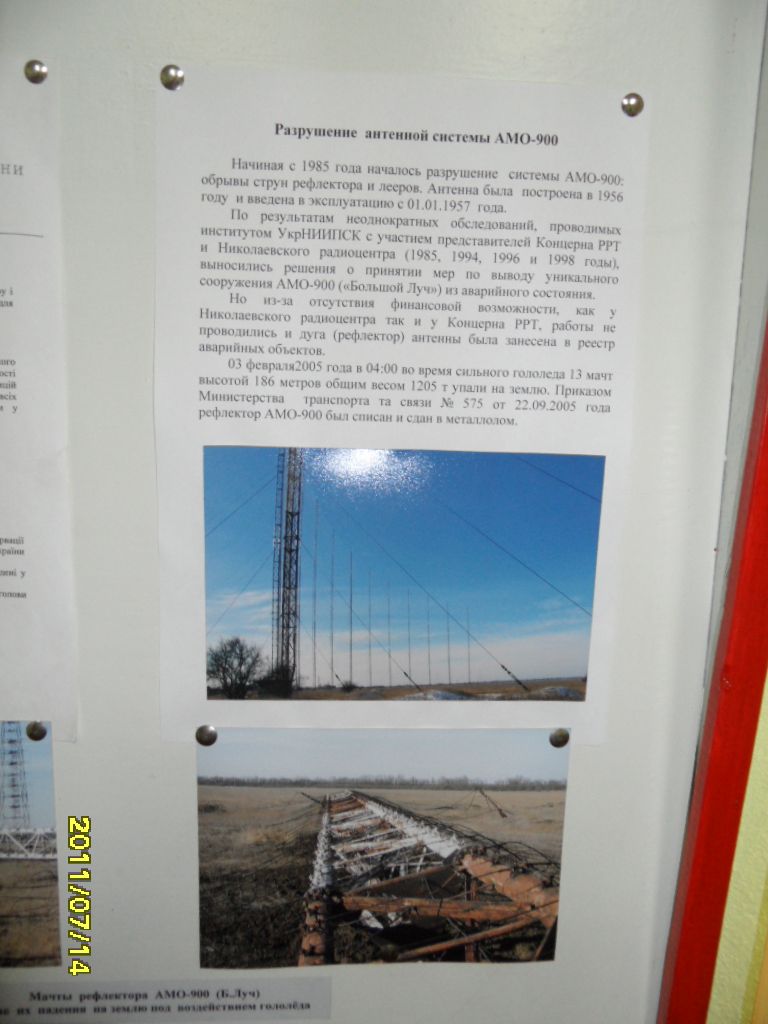 Разрушение антенной системы АМО-900
Начиная с 1985 года началось разрушение системы АМО-900:
обрывы струн рефлектора и лееров. Антенна была построена в 1956
году и введена в эксплуатацию с 01.01.1957 года.
По результатам неоднократных обследований, проводимых
институтом УкрНИИПСК с участием представителей Концерна РРТ
и Николаевского радиоцентра (1985, 1994, 1996 и 1998 годы),
выносились решения о принятии мер по выводу уникального
сооружения АМО-900 («Большой Луч») из аварийного состояния.
Но из-за отсутствия финансовой возможности, как у
Николаевского радиоцентра так и у Концерна РРТ, работы не
проводились и дуга (рефлектор) антенны была занесена в реестр
аварийных объектов.
03 февраля2005 года в 04:00 во время сильного гололеда 13 мачт
высотой 186 метров общим весом 1205 т упали на землю. Приказом
Министерства транспорта та связи № 575 от 22.09.2005 года
рефлектор АМО-900 был списан и сдан в металлолом.
Мачты рефлектора АМО-900 (Б.Луч)
их падения на землю под воздействием гололёда
2011/07/14